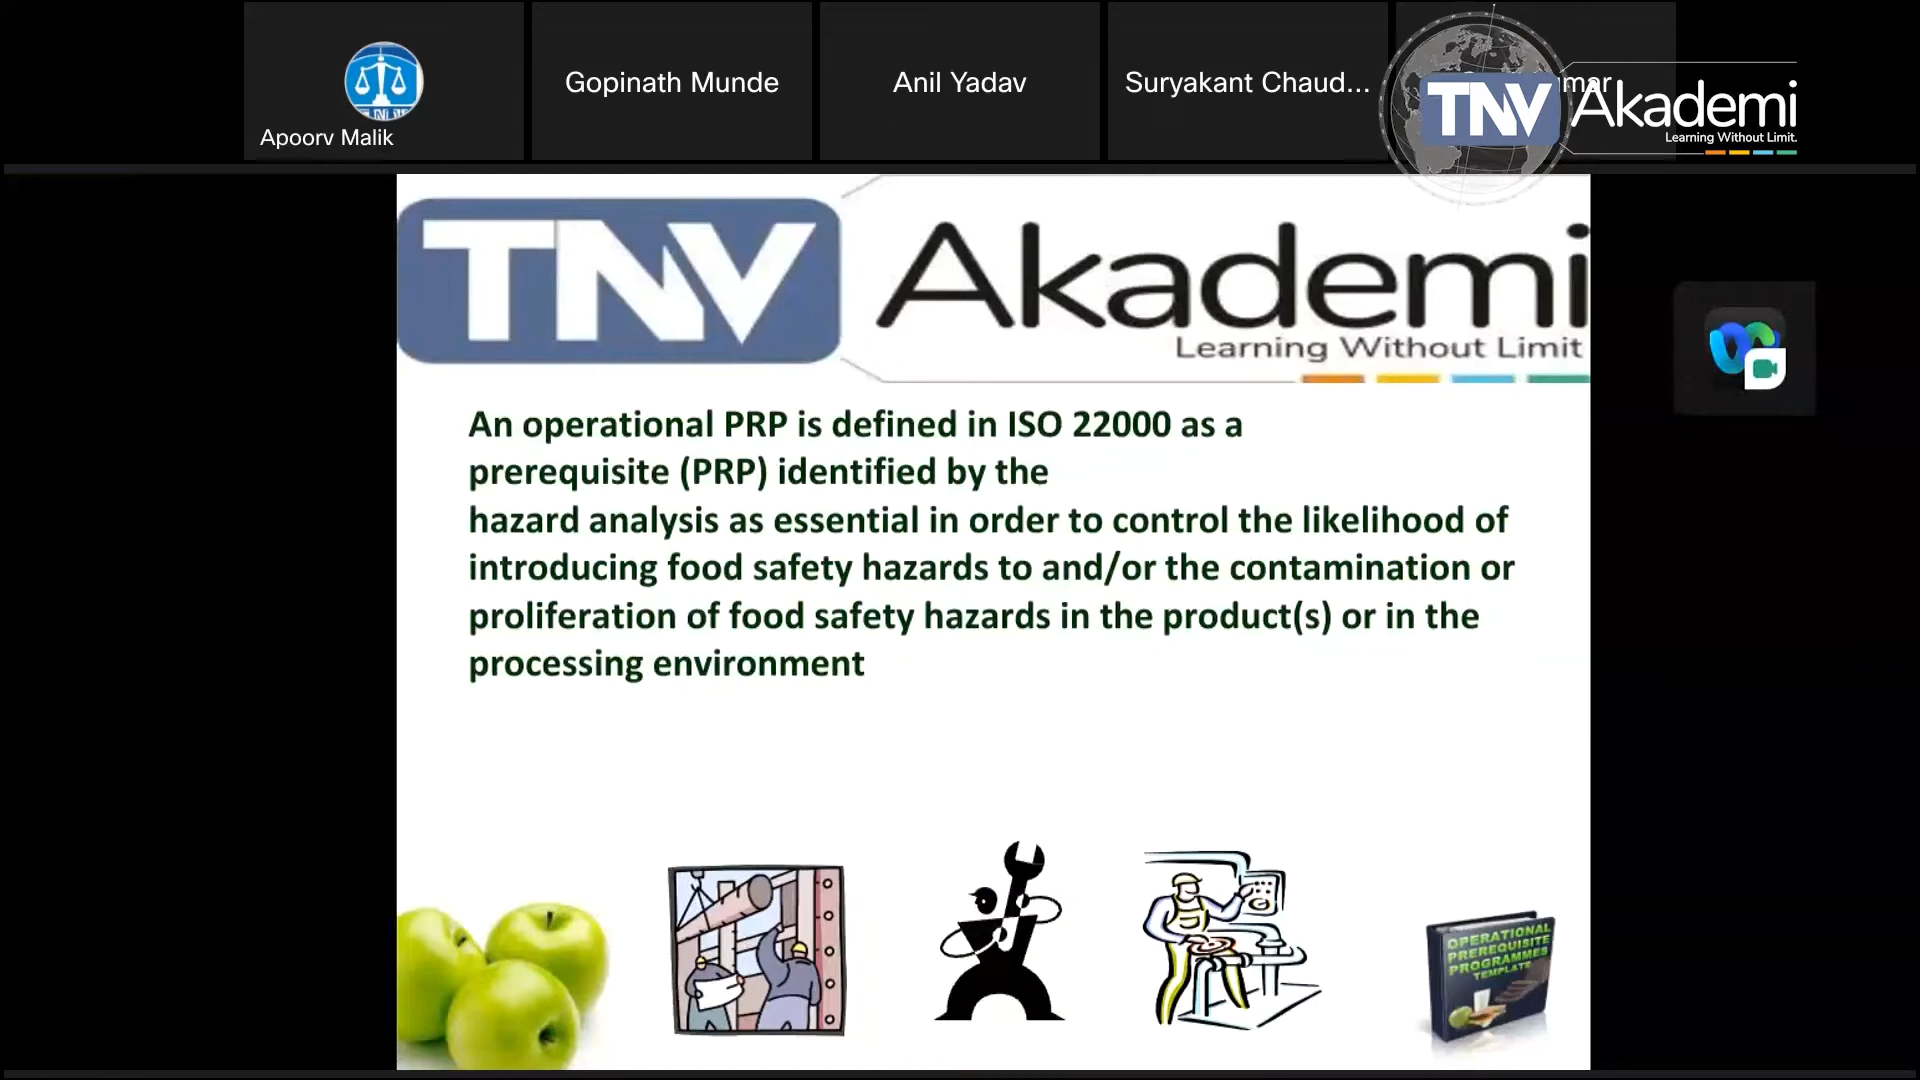 Apoorv Malik
Gopinath Munde
Anil Yadav
Suryakant Chaud...
mar
TNV Akademi
Learning Without Limit.
TNV Akademi
Learning Without Limit
An operational PRP is defined in ISO 22000 as a
prerequisite (PRP) identified by the
hazard analysis as essential in order to control the likelihood of
introducing food safety hazards to and/or the contamination or
proliferation of food safety hazards in the product(s) or in the
processing environment
OPERATIONAL
PREREQUISITE
PROGRAMMES
TEMPLATE